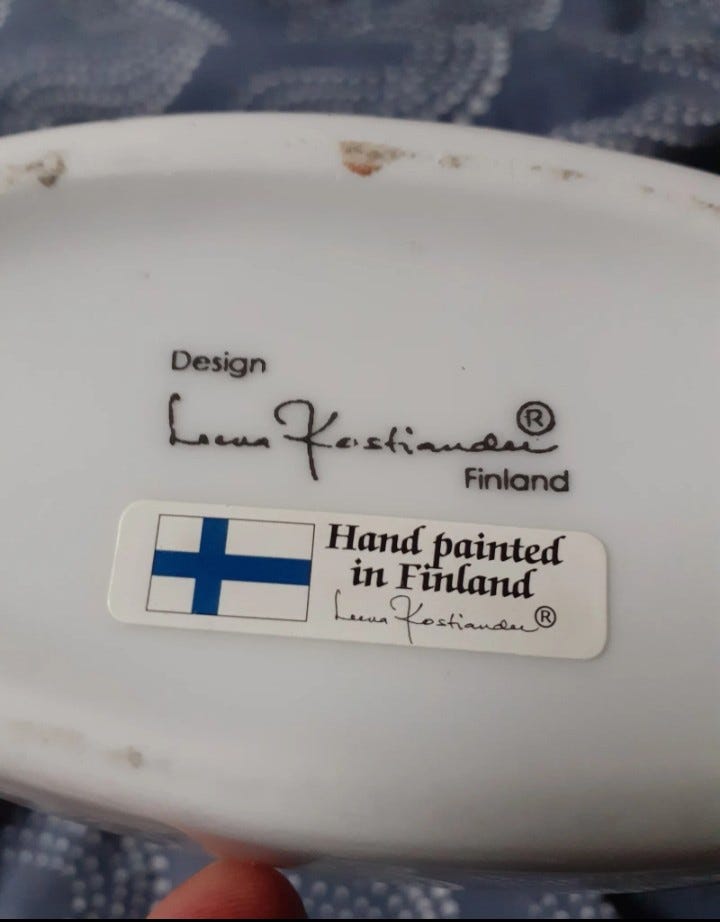 Design
Leena Kostiander ®
Finland
Hand painted
in Finland
Leena Kostiander ®